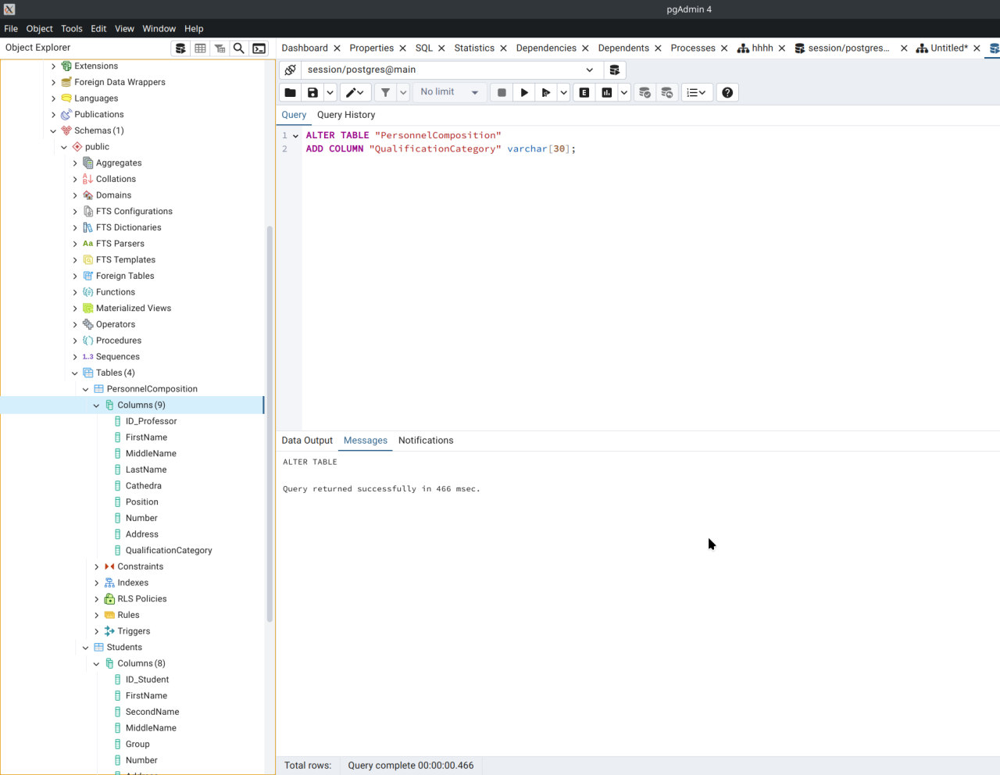 pgAdmin 4
File Object Tools Edit View Window Help
Object Explorer
Dashboard Properties SQL Statistics Dependencies Dependents Processes hhhh session/postgres... Untitled*
Extensions
Foreign Data Wrappers
Languages
Publications
Schemas (1)
public
Aggregates
Collations
Domains
FTS Configurations
FTS Dictionaries
Aa FTS Parsers
FTS Templates
Foreign Tables
Functions
Materialized Views
Operators
Procedures
1..3 Sequences
Tables (4)
PersonnelComposition
Columns (9)
ID_Professor
FirstName
MiddleName
LastName
Cathedra
Position
Number
Address
QualificationCategory
Constraints
Indexes
RLS Policies
Rules
Triggers
Students
Columns (8)
ID_Student
FirstName
SecondName
MiddleName
Group
Number
session/postgres@main
No limit
E
Query Query History
1 ALTER TABLE "PersonnelComposition"
2 ADD COLUMN "QualificationCategory" varchar[30];
Data Output Messages Notifications
ALTER TABLE
Query returned successfully in 466 msec.
Total rows: Query complete 00:00:00.466